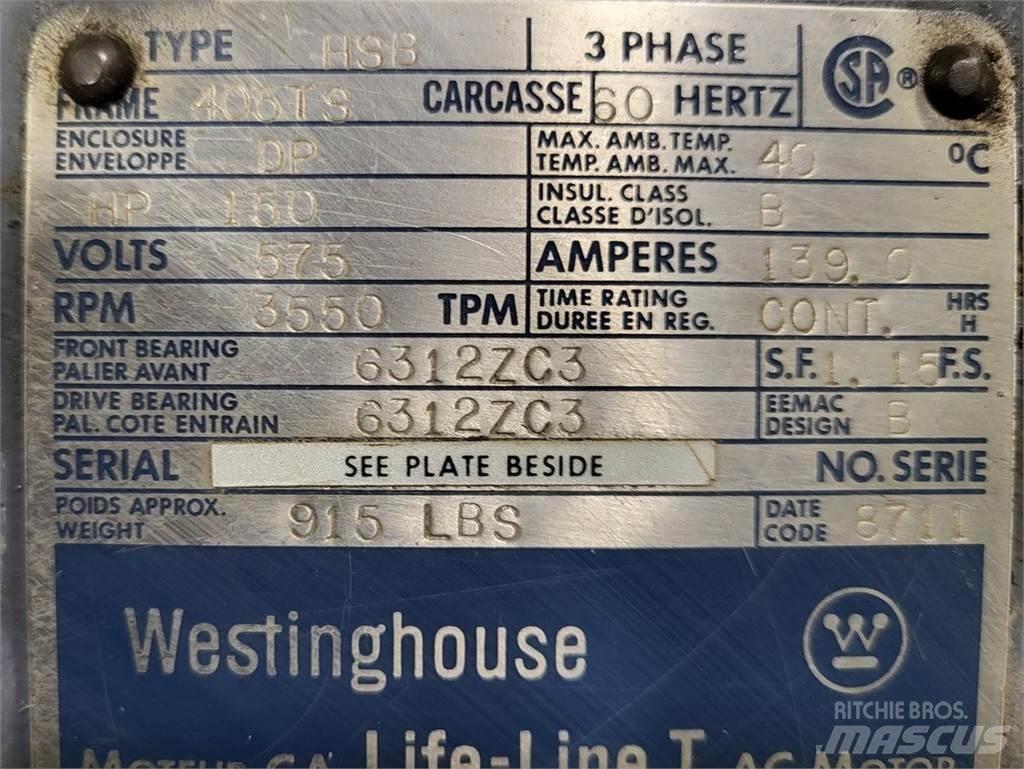 TYPE HSB 3 PHASE CSA ®
FRAME 405TS CARCASSE 60 HERTZ
ENCLOSURE
ENVELOPPE DP MAX. AMB. TEMP.
TEMP. AMB. MAX. 40 °C
HP 150 INSUL. CLASS
CLASSE D'ISOL. B
VOLTS 575 AMPERES 139.0
RPM 3550 TPM TIME RATING
DUREE EN REG. CONT. HRS
H
FRONT BEARING
PALIER AVANT 6312ZC3 S.F. 1.15 F.S.
DRIVE BEARING
PAL. COTE ENTRAIN 6312ZC3 EEMAC
DESIGN B
SERIAL SEE PLATE BESIDE NO. SERIE
POIDS APPROX.
WEIGHT 915 LBS DATE
CODE 8711
Westinghouse W
MOTEUR C.A. Life-Line T AC MOTOR
RITCHIE BROS.
MASCUS